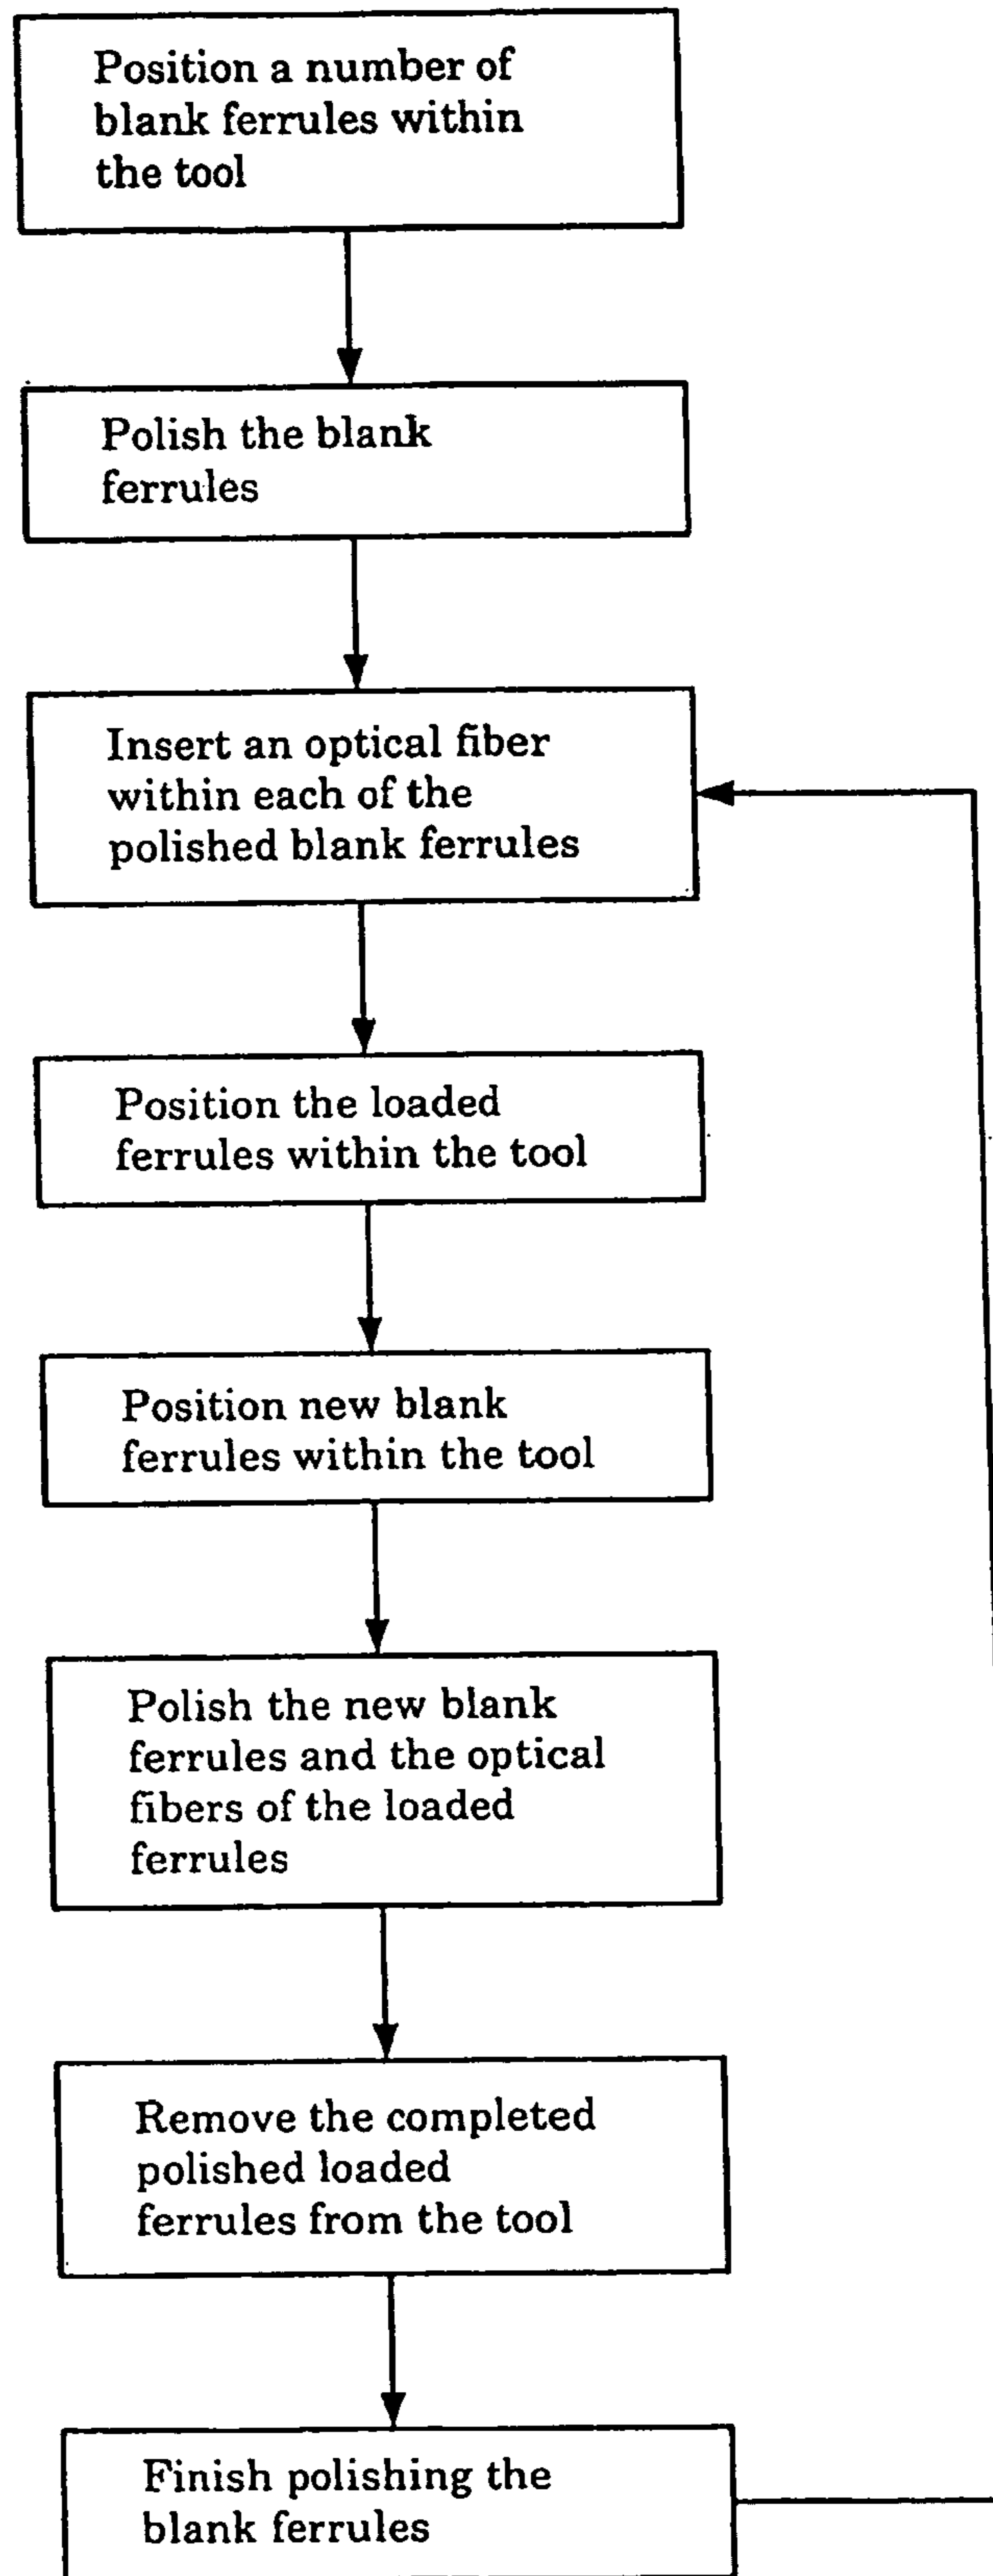 Position a number of
blank ferrules within
the tool
Polish the blank
ferrules
Insert an optical fiber
within each of the
polished blank ferrules
Position the loaded
ferrules within the tool
Position new blank
ferrules within the tool
Polish the new blank
ferrules and the optical
fibers of the loaded
ferrules
Remove the completed
polished loaded
ferrules from the tool
Finish polishing the
blank ferrules